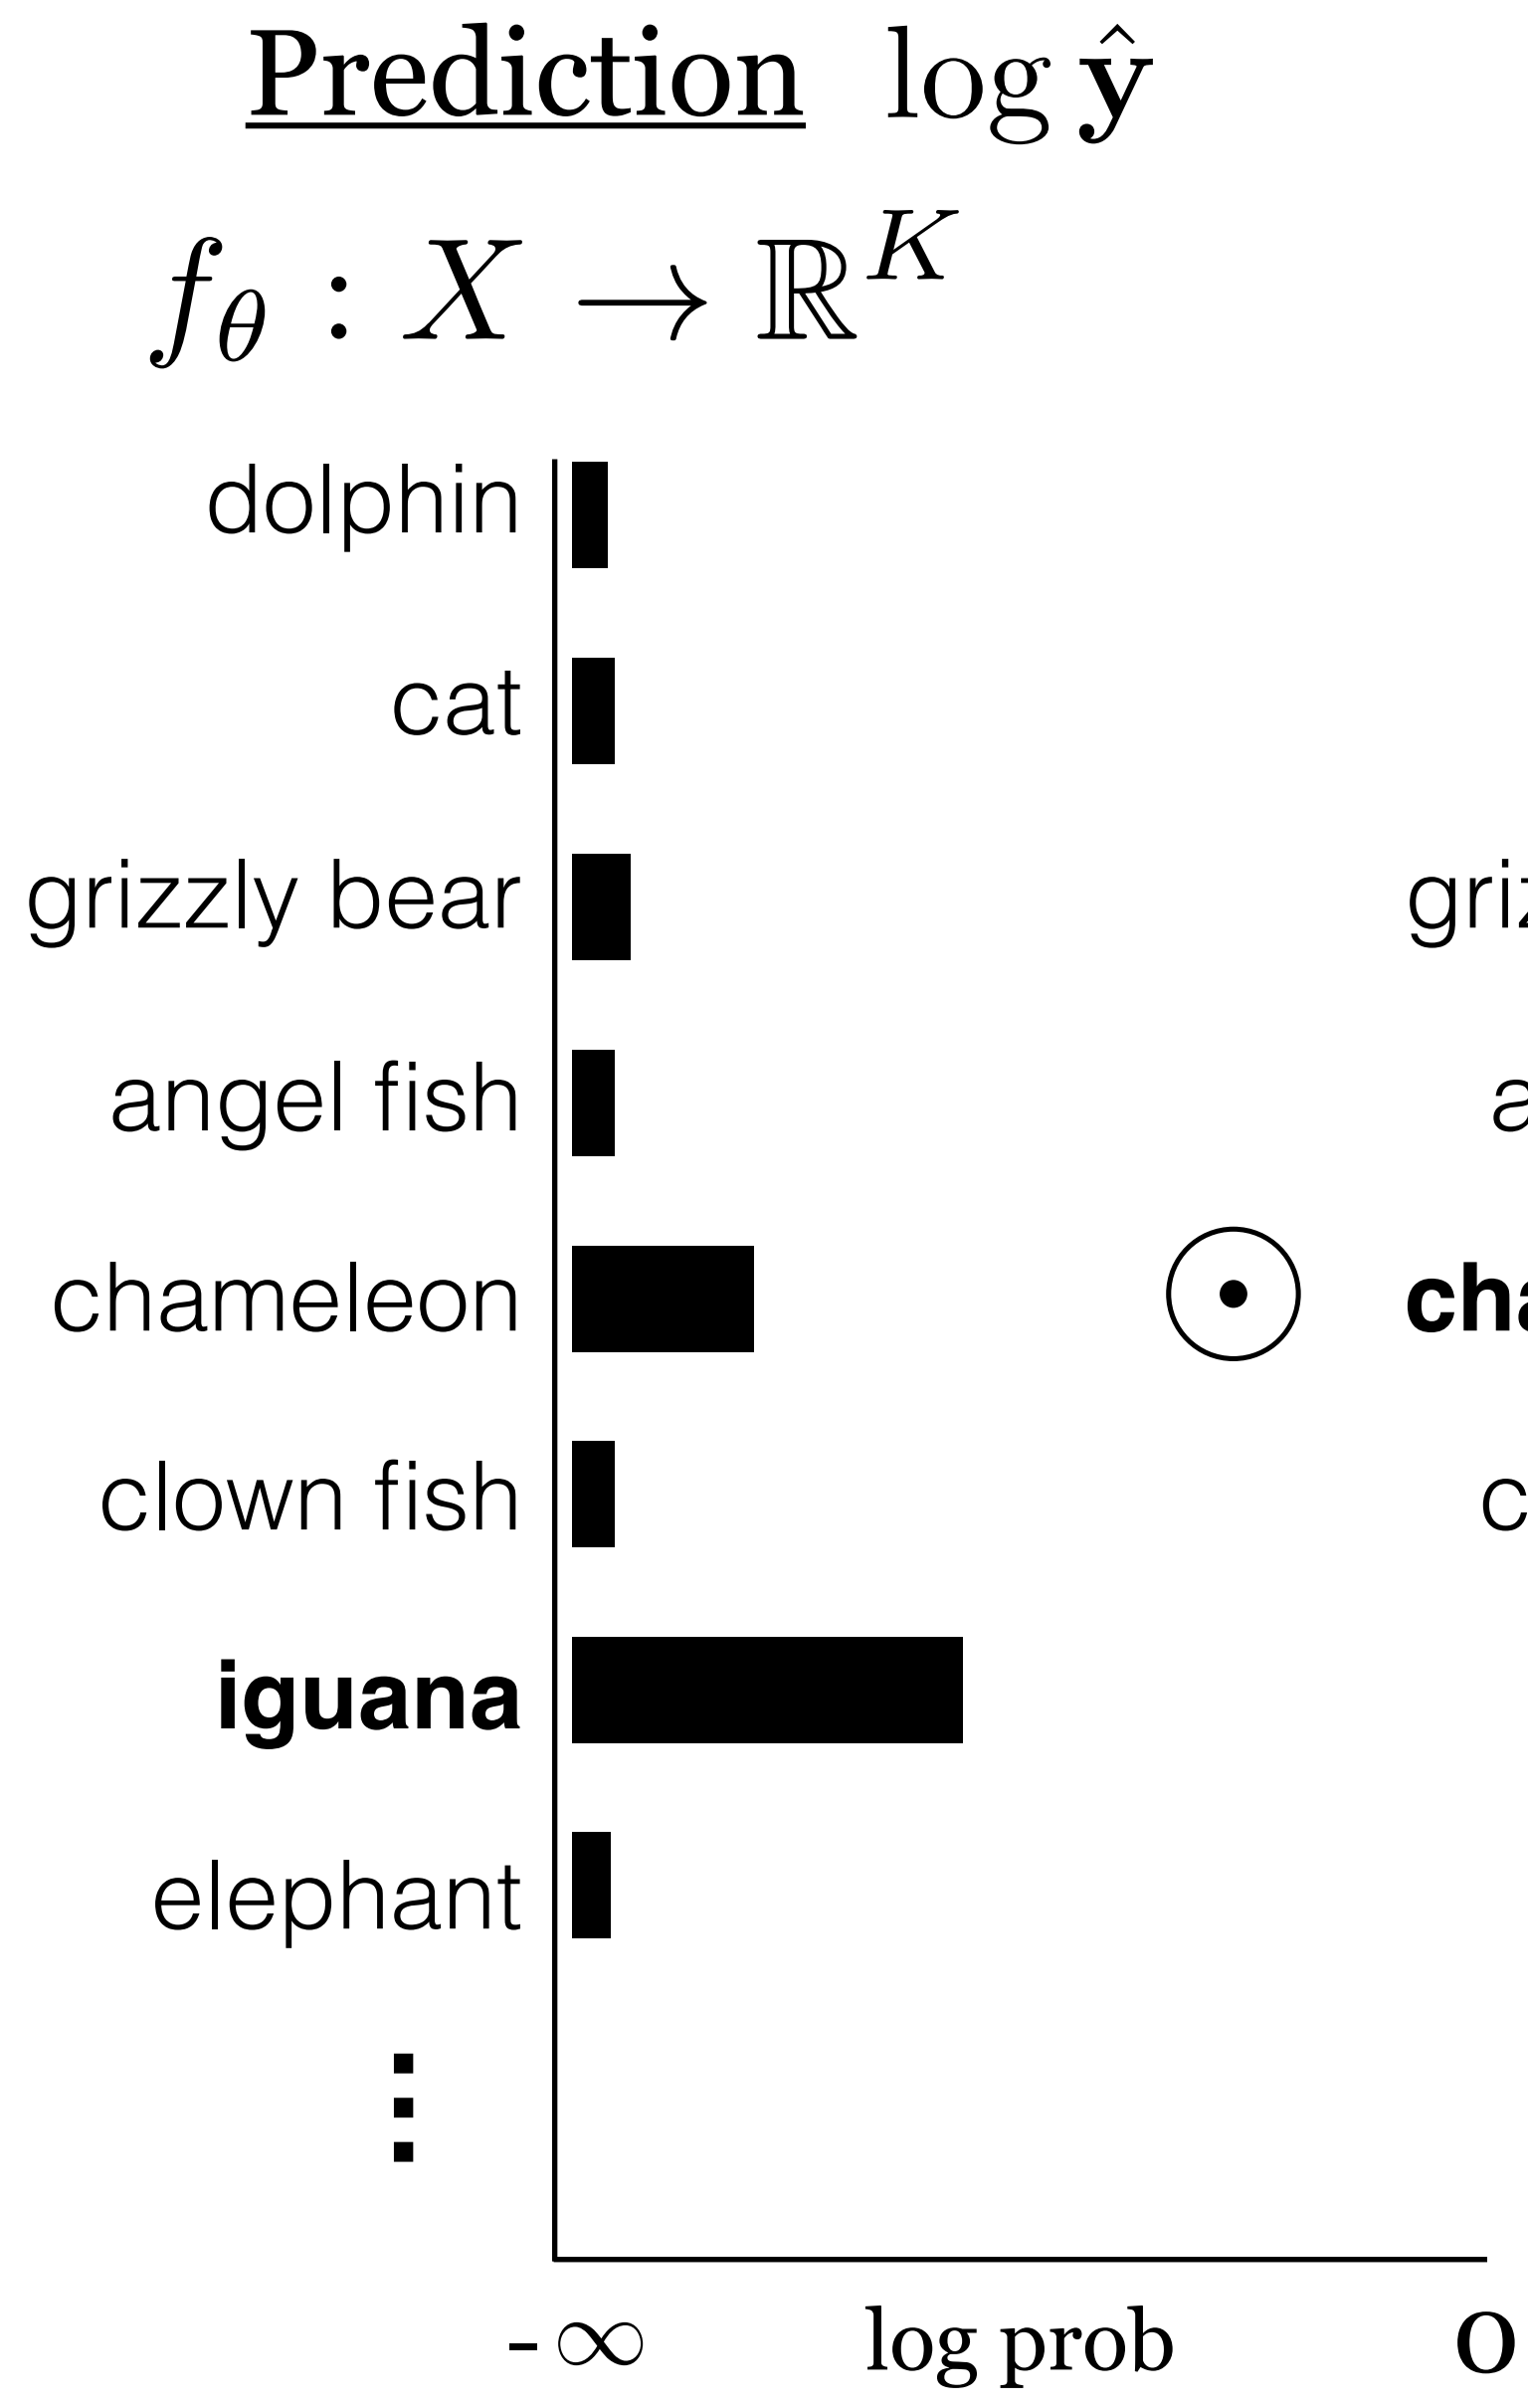 Prediction log ŷ
f_θ : X → ℝ^K
dolphin
cat
grizzly bear
angel fish
chameleon
⊙
clown fish
iguana
elephant
⋮
-∞ log prob 0